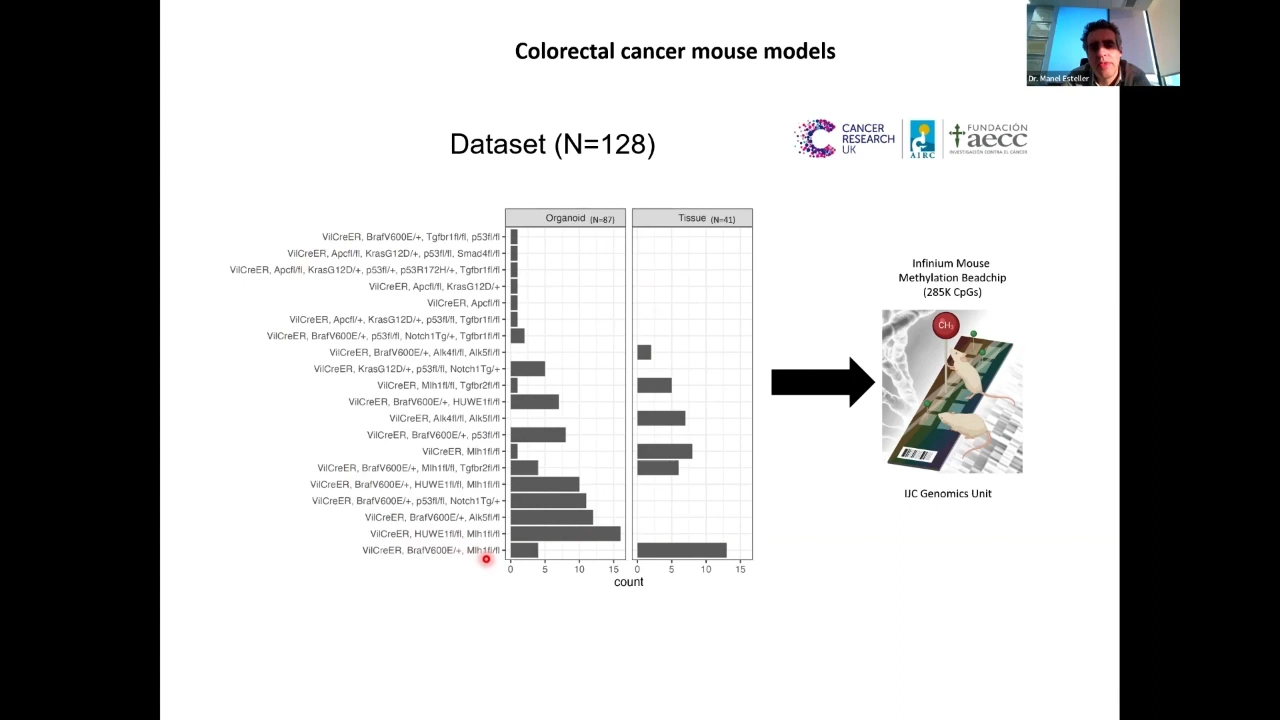 Colorectal cancer mouse models
Dr. Manel Esteller
Dataset (N=128)
CANCER
RESEARCH
UK
AIRC
FUNDACIÓN
aecc
INVESTIGACIÓN CONTRA EL CÁNCER
Organoid (N=87)
Tissue (N=41)
VilCreER, BrafV600E/+, Tgfbr1fl/fl, p53fl/fl
VilCreER, Apcfl/fl, KrasG12D/+, p53fl/fl, Smad4fl/fl
VilCreER, Apcfl/fl, KrasG12D/+, p53fl/+, p53R172H/+, Tgfbr1fl/fl
VilCreER, Apcfl/fl, KrasG12D/+
VilCreER, Apcfl/fl
VilCreER, Apcfl/+, KrasG12D/+, p53fl/fl, Tgfbr1fl/fl
VilCreER, BrafV600E/+, p53fl/fl, Notch1Tg/+, Tgfbr1fl/fl
VilCreER, BrafV600E/+, Alk4fl/fl, Alk5fl/fl
VilCreER, KrasG12D/+, p53fl/fl, Notch1Tg/+
VilCreER, Mlh1fl/fl, Tgfbr2fl/fl
VilCreER, BrafV600E/+, HUWE1fl/fl
VilCreER, Alk4fl/fl, Alk5fl/fl
VilCreER, BrafV600E/+, p53fl/fl
VilCreER, Mlh1fl/fl
VilCreER, BrafV600E/+, Mlh1fl/fl, Tgfbr2fl/fl
VilCreER, BrafV600E/+, HUWE1fl/fl, Mlh1fl/fl
VilCreER, BrafV600E/+, p53fl/fl, Notch1Tg/+
VilCreER, BrafV600E/+, Alk5fl/fl
VilCreER, HUWE1fl/fl, Mlh1fl/fl
VilCreER, BrafV600E/+, Mlh1fl/fl
0 5 10 15 0 5 10 15
count
Infinium Mouse
Methylation Beadchip
(285K CpGs)
CH₃
IJC Genomics Unit